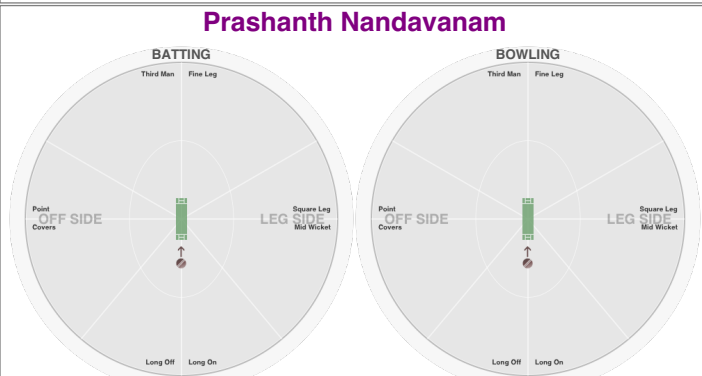 Prashanth Nandavanam
BATTING
Third Man Fine Leg
Point
OFF SIDE
Covers
Square Leg
LEG SIDE
Mid Wicket
Long Off Long On
BOWLING
Third Man Fine Leg
Point
OFF SIDE
Covers
Square Leg
LEG SIDE
Mid Wicket
Long Off Long On